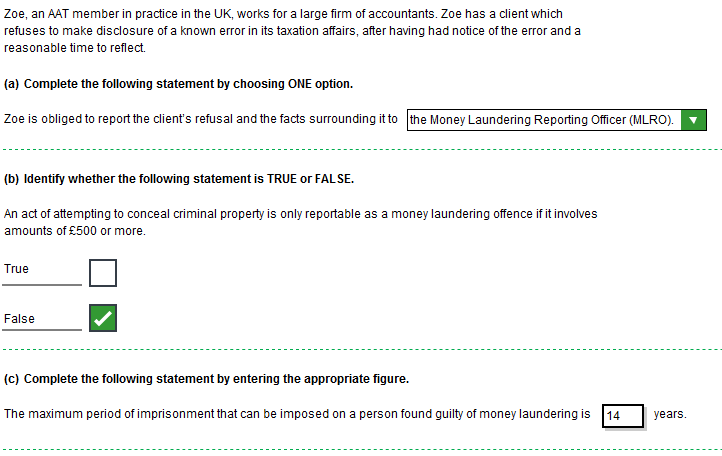 Zoe, an AAT member in practice in the UK, works for a large firm of accountants. Zoe has a client which
refuses to make disclosure of a known error in its taxation affairs, after having had notice of the error and a
reasonable time to reflect.
(a) Complete the following statement by choosing ONE option.
Zoe is obliged to report the client's refusal and the facts surrounding it to the Money Laundering Reporting Officer (MLRO).
(b) Identify whether the following statement is TRUE or FALSE.
An act of attempting to conceal criminal property is only reportable as a money laundering offence if it involves
amounts of £500 or more.
True
False
(c) Complete the following statement by entering the appropriate figure.
The maximum period of imprisonment that can be imposed on a person found guilty of money laundering is 14 years.